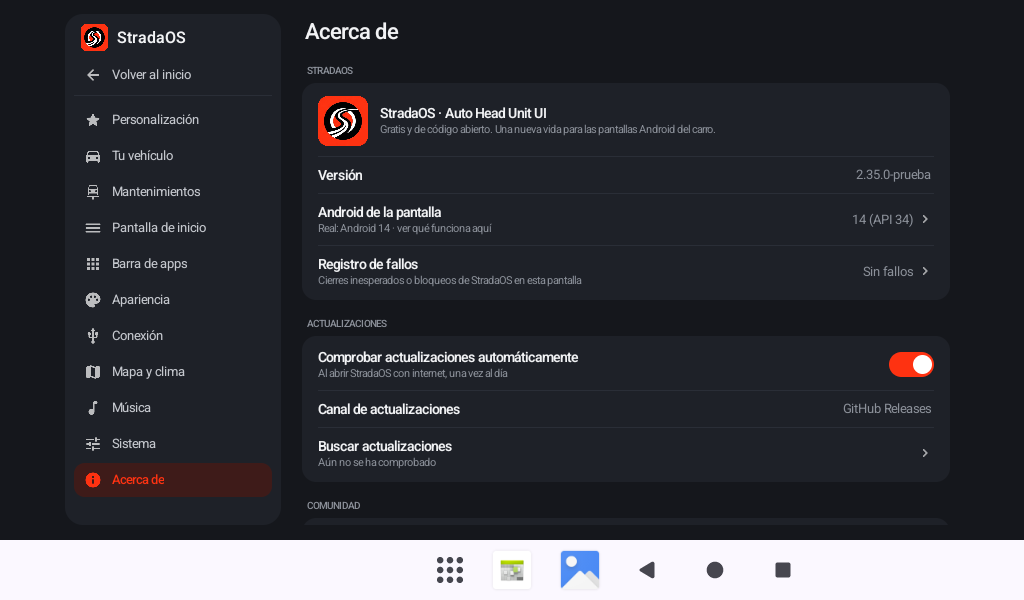 StradaOS
Volver al inicio
Personalización
Tu vehículo
Mantenimientos
Pantalla de inicio
Barra de apps
Apariencia
Conexión
Mapa y clima
Música
Sistema
Acerca de
Acerca de
STRADAOS
StradaOS · Auto Head Unit UI
Gratis y de código abierto. Una nueva vida para las pantallas Android del carro.
Versión
2.35.0-prueba
Android de la pantalla
Real: Android 14 · ver qué funciona aquí
14 (API 34)
Registro de fallos
Cierres inesperados o bloqueos de StradaOS en esta pantalla
Sin fallos
ACTUALIZACIONES
Comprobar actualizaciones automáticamente
Al abrir StradaOS con internet, una vez al día
Canal de actualizaciones
GitHub Releases
Buscar actualizaciones
Aún no se ha comprobado
COMUNIDAD